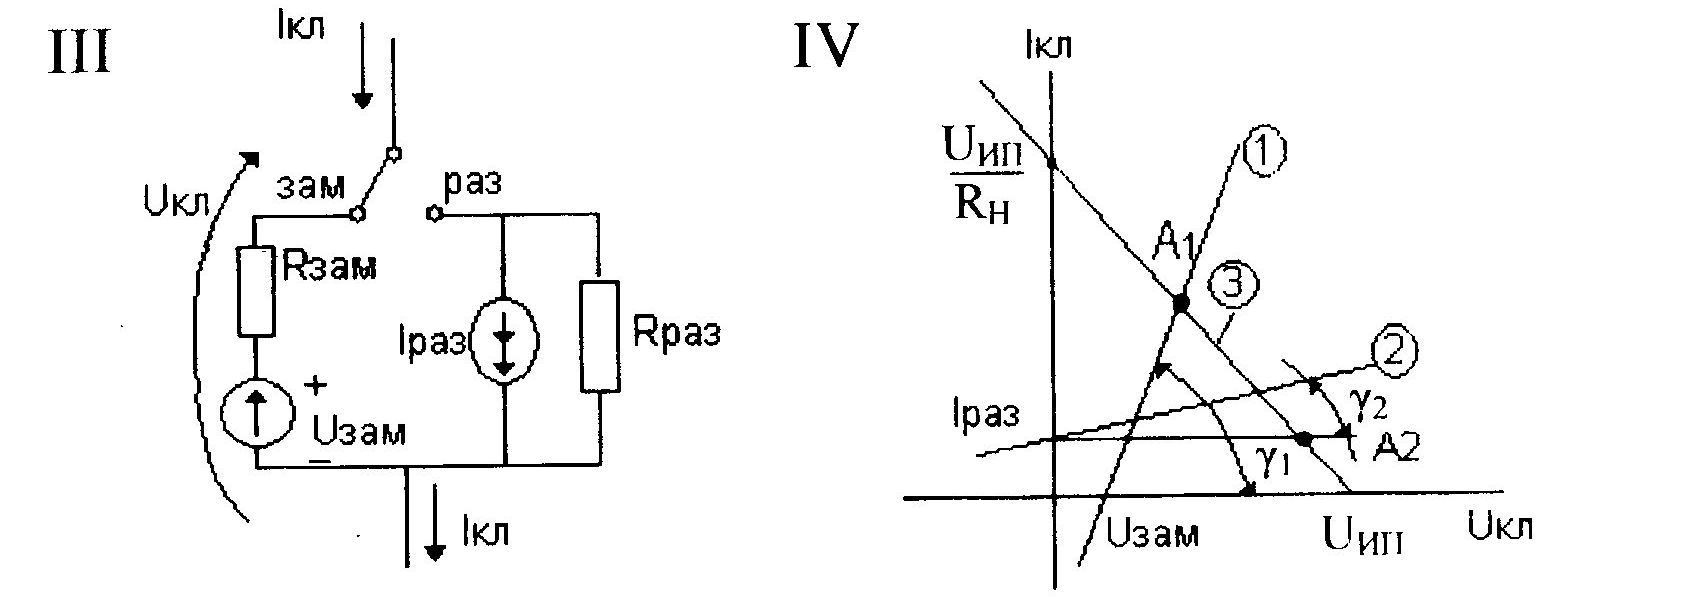 III
Iкл
зам
раз
Uкл
Rзам
Iраз
Rраз
+
Uзам
−
Iкл
IV
Iкл
Uип
Rн
1
A1
3
2
Iраз
γ2
γ1
A2
Uзам
Uип
Uкл